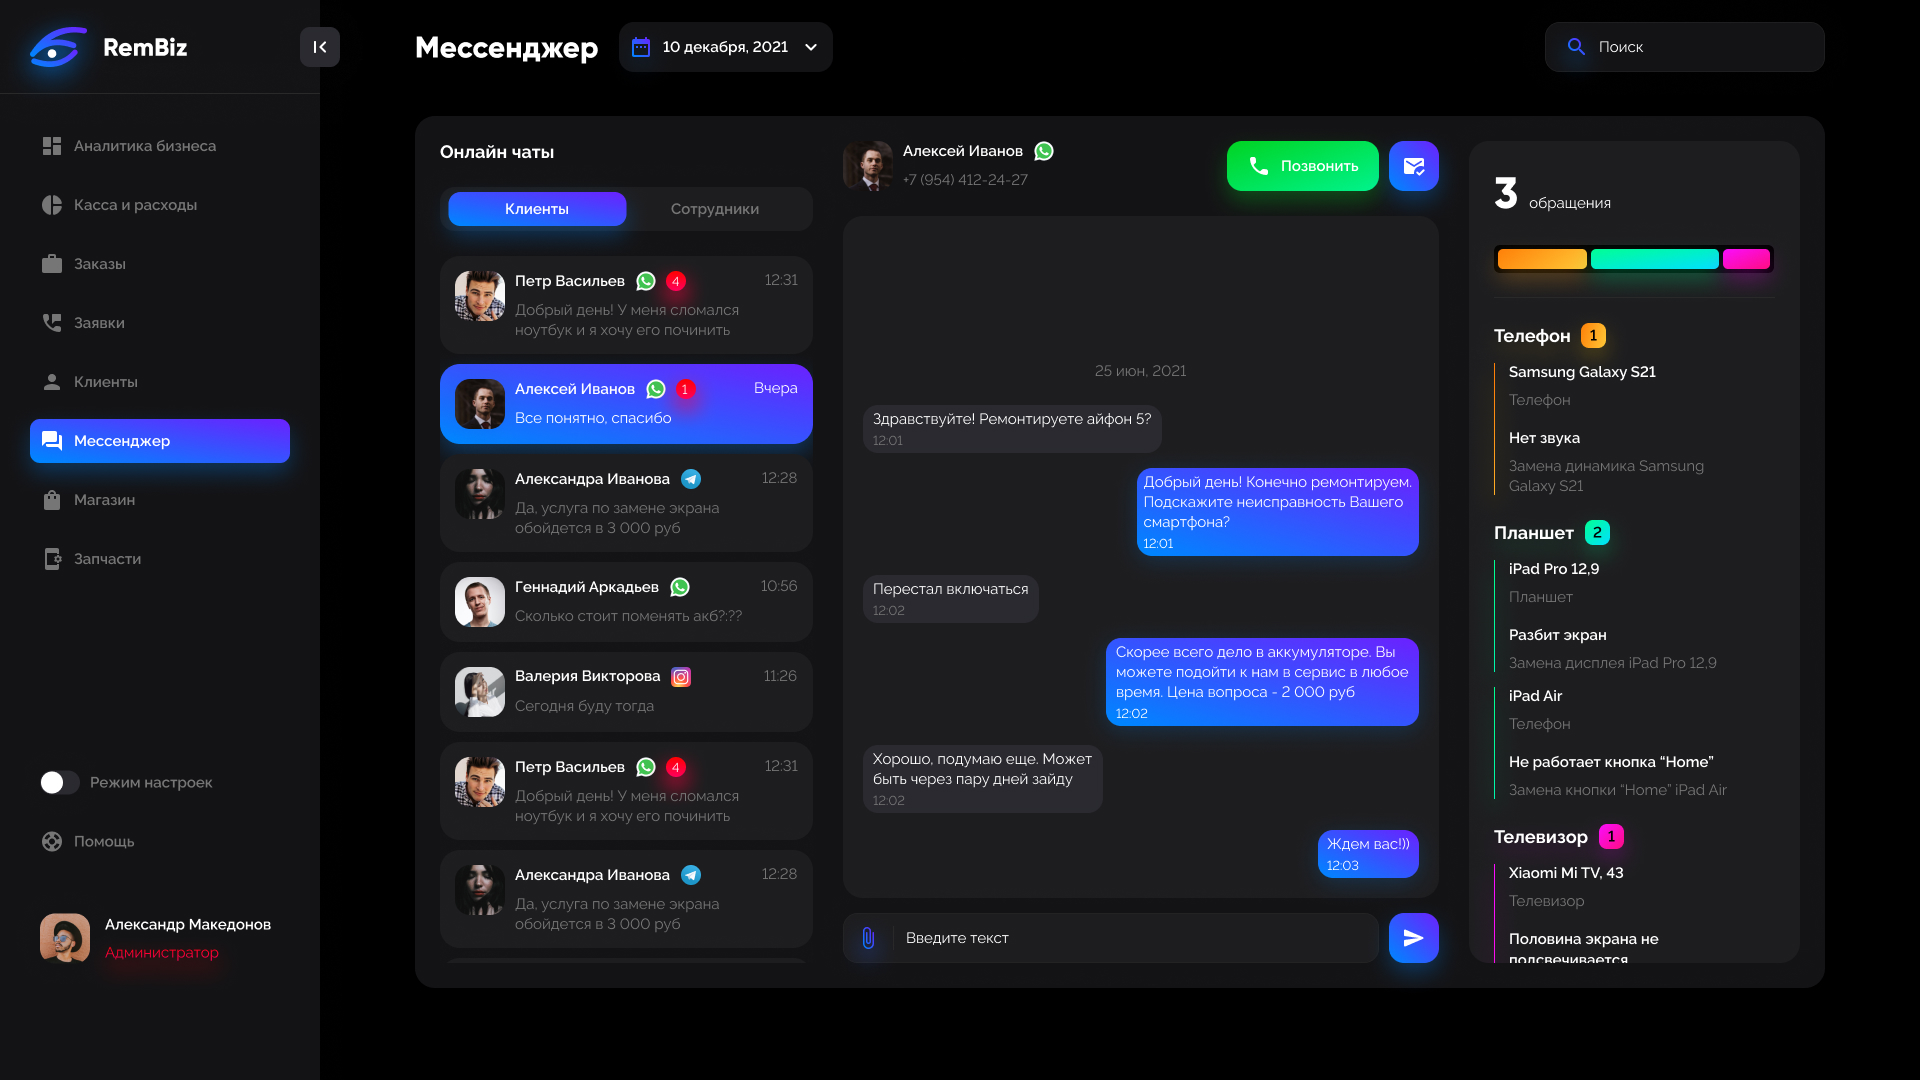 RemBiz
Аналитика бизнеса
Касса и расходы
Заказы
Заявки
Клиенты
Мессенджер
Магазин
Запчасти
Режим настроек
Помощь
Александр Македонов
Администратор
Мессенджер
10 декабря, 2021
Поиск
Онлайн чаты
Клиенты
Сотрудники
Петр Васильев
4
12:31
Добрый день! У меня сломался
ноутбук и я хочу его починить
Алексей Иванов
1
Вчера
Все понятно, спасибо
Александра Иванова
12:28
Да, услуга по замене экрана
обойдется в 3 000 руб
Геннадий Аркадьев
10:56
Сколько стоит поменять акб?:??
Валерия Викторова
11:26
Сегодня буду тогда
Петр Васильев
4
12:31
Добрый день! У меня сломался
ноутбук и я хочу его починить
Александра Иванова
12:28
Да, услуга по замене экрана
обойдется в 3 000 руб
Алексей Иванов
+7 (954) 412-24-27
Позвонить
25 июн, 2021
Здравствуйте! Ремонтируете айфон 5?
12:01
Добрый день! Конечно ремонтируем.
Подскажите неисправность Вашего
смартфона?
12:01
Перестал включаться
12:02
Скорее всего дело в аккумуляторе. Вы
можете подойти к нам в сервис в любое
время. Цена вопроса - 2 000 руб
12:02
Хорошо, подумаю еще. Может
быть через пару дней зайду
12:02
Ждем вас!))
12:03
Введите текст
3 обращения
Телефон 1
Samsung Galaxy S21
Телефон
Нет звука
Замена динамика Samsung
Galaxy S21
Планшет 2
iPad Pro 12,9
Планшет
Разбит экран
Замена дисплея iPad Pro 12,9
iPad Air
Телефон
Не работает кнопка “Home”
Замена кнопки “Home” iPad Air
Телевизор 1
Xiaomi Mi TV, 43
Телевизор
Половина экрана не
подсвечивается